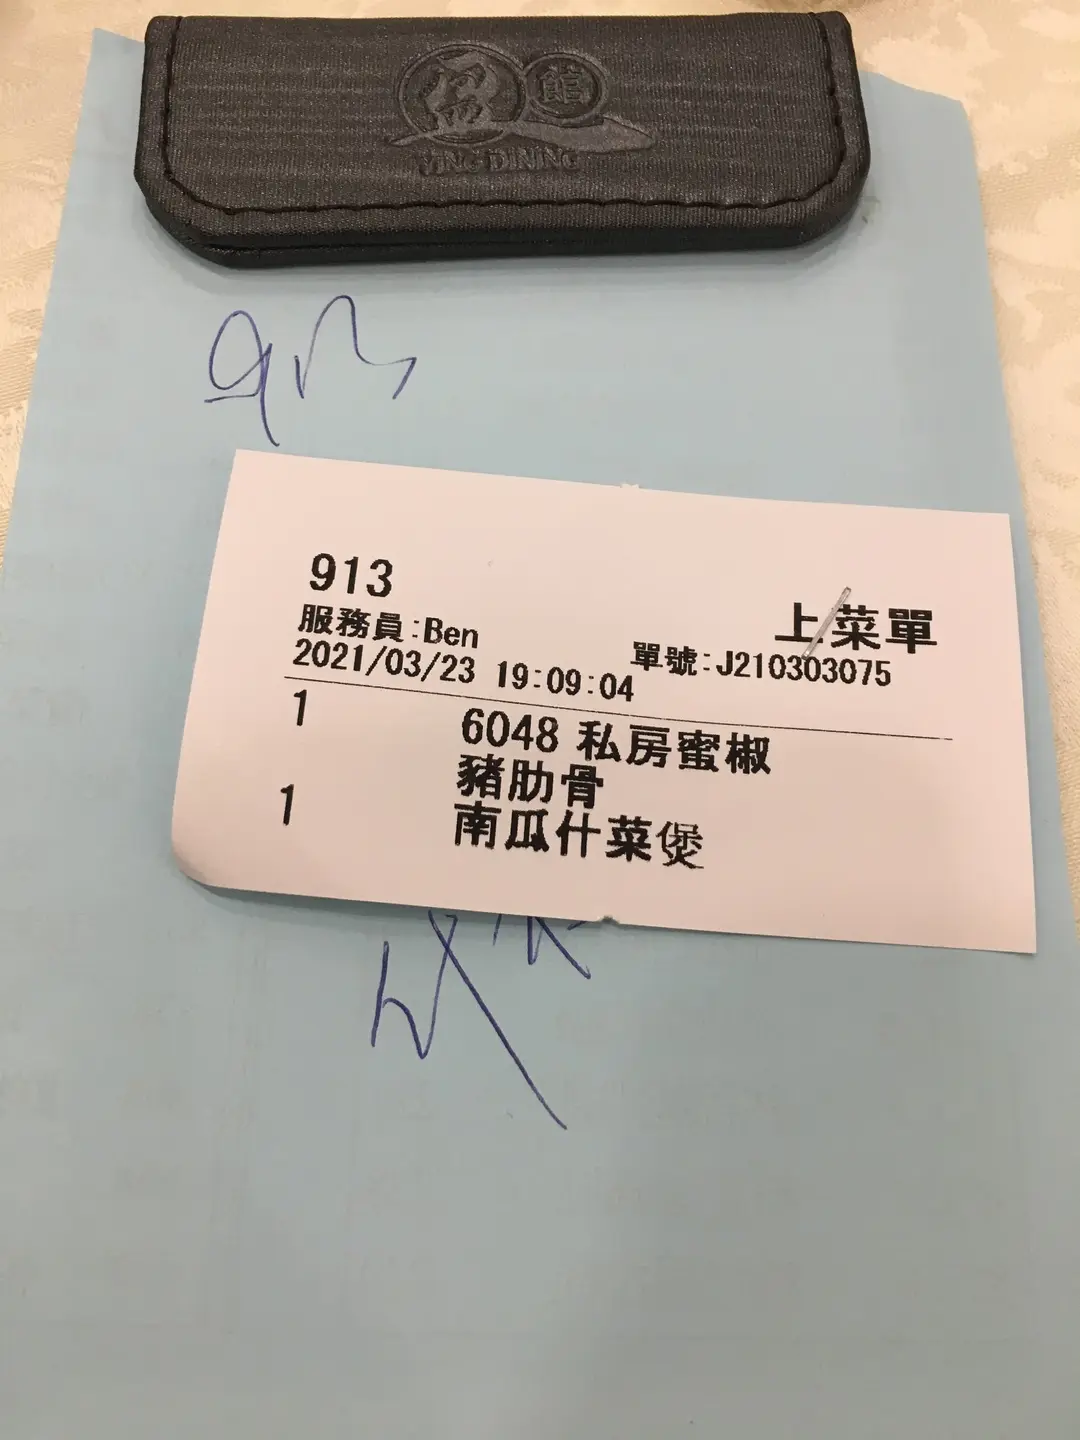 盈館
YING DINING
913
上菜單
服務員:Ben
單號:J210303075
2021/03/23 19:09:04
1 6048 私房蜜椒
豬肋骨
1 南瓜什菜煲